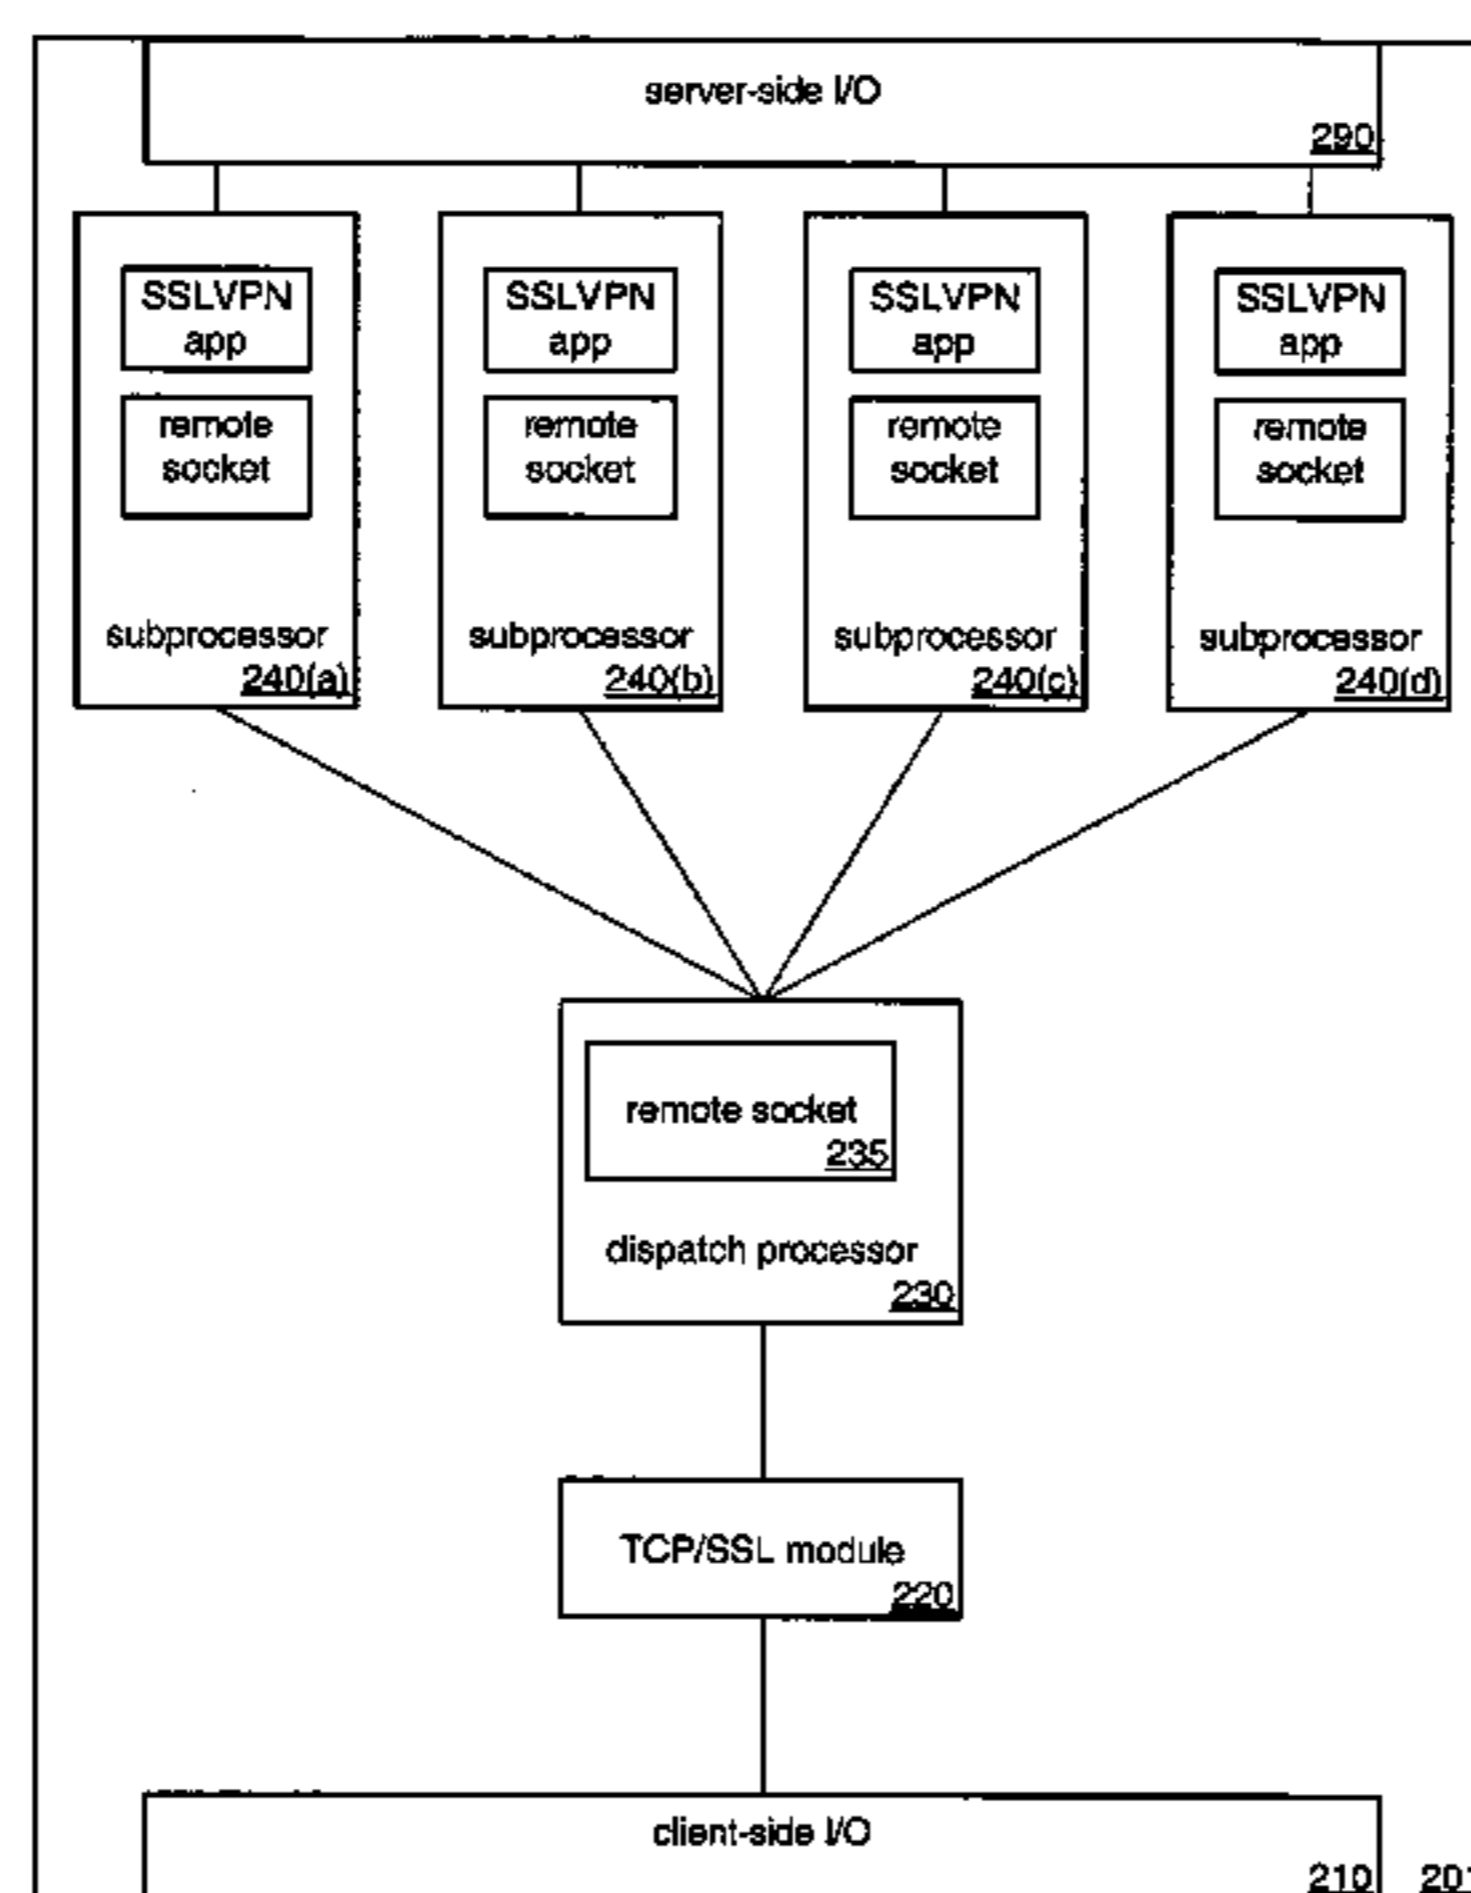 server-side I/O
290
SSLVPN
app
SSLVPN
app
SSLVPN
app
SSLVPN
app
remote
socket
remote
socket
remote
socket
remote
socket
subprocessor
240(a)
subprocessor
240(b)
subprocessor
240(c)
subprocessor
240(d)
remote socket
235
dispatch processor
230
TCP/SSL module
220
client-side I/O
210